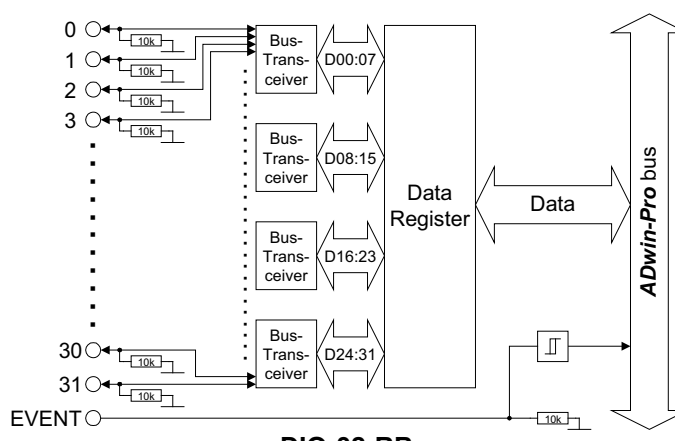 0
10k
1
10k
2
10k
3
10k
30
10k
31
10k
EVENT
Bus-
Trans-
ceiver
D00:07
Bus-
Trans-
ceiver
D08:15
Bus-
Trans-
ceiver
D16:23
Bus-
Trans-
ceiver
D24:31
Data
Register
Data
ADwin-Pro bus
10k